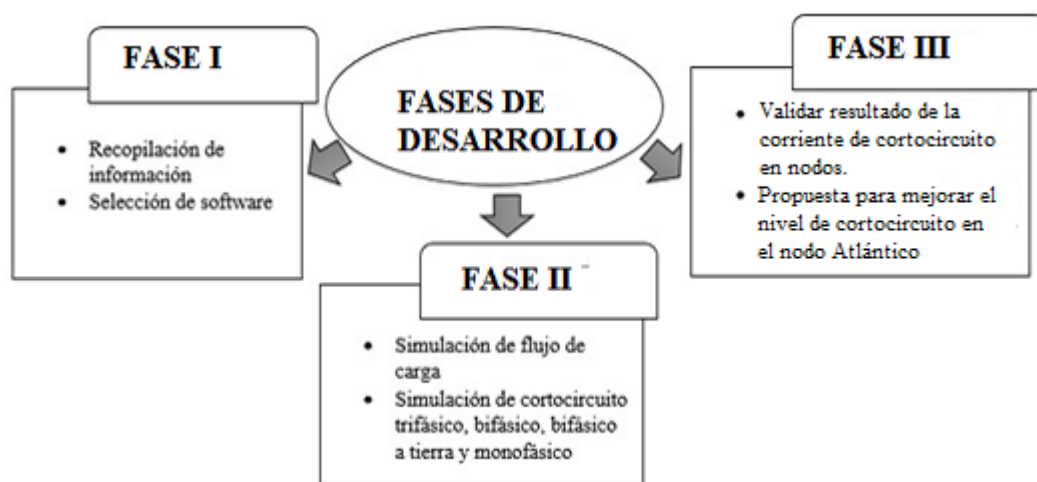 FASES DE
DESARROLLO
FASE I
• Recopilación de
información
• Selección de software
FASE II
• Simulación de flujo de
carga
• Simulación de cortocircuito
trifásico, bifásico, bifásico
a tierra y monofásico
FASE III
• Validar resultado de la
corriente de cortocircuito
en nodos.
• Propuesta para mejorar el
nivel de cortocircuito en
el nodo Atlántico